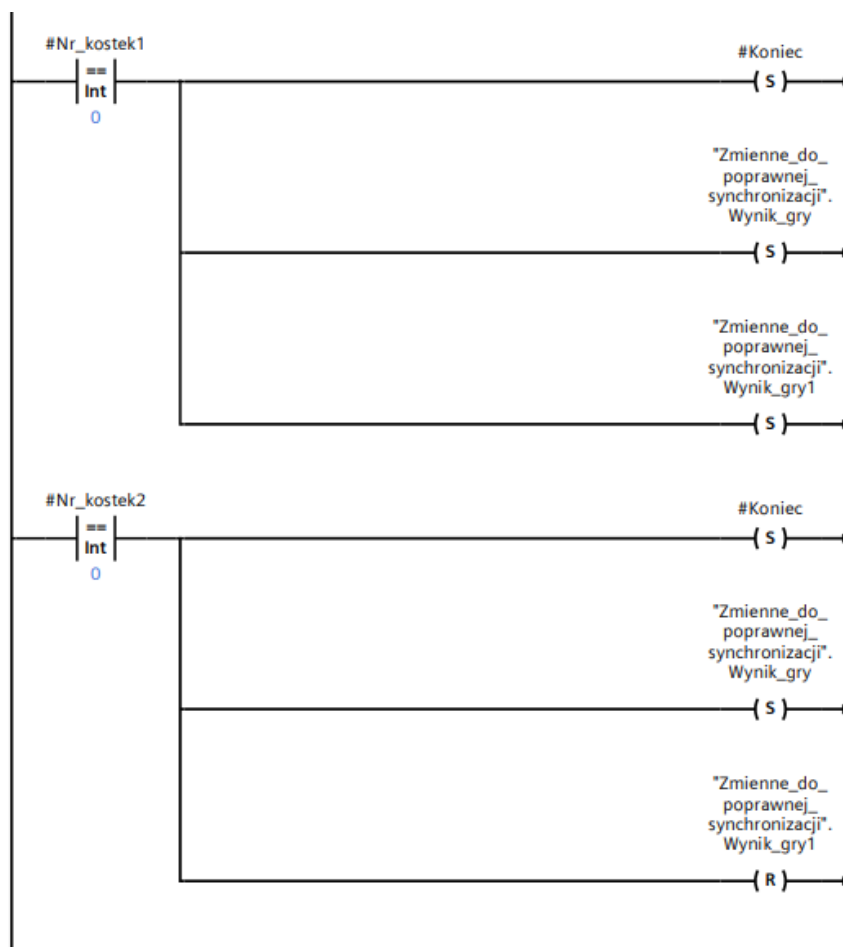 #Nr_kostek1
#Koniec
==
Int
( S )
0
"Zmienne_do_
poprawnej_
synchronizacji".
Wynik_gry
( S )
"Zmienne_do_
poprawnej_
synchronizacji".
Wynik_gry1
( S )
#Nr_kostek2
#Koniec
==
Int
( S )
0
"Zmienne_do_
poprawnej_
synchronizacji".
Wynik_gry
( S )
"Zmienne_do_
poprawnej_
synchronizacji".
Wynik_gry1
( R )